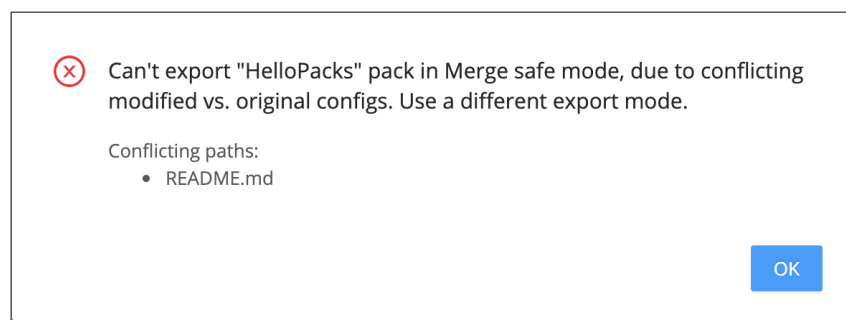 Can't export "HelloPacks" pack in Merge safe mode, due to conflicting
modified vs. original configs. Use a different export mode.
Conflicting paths:
• README.md
OK